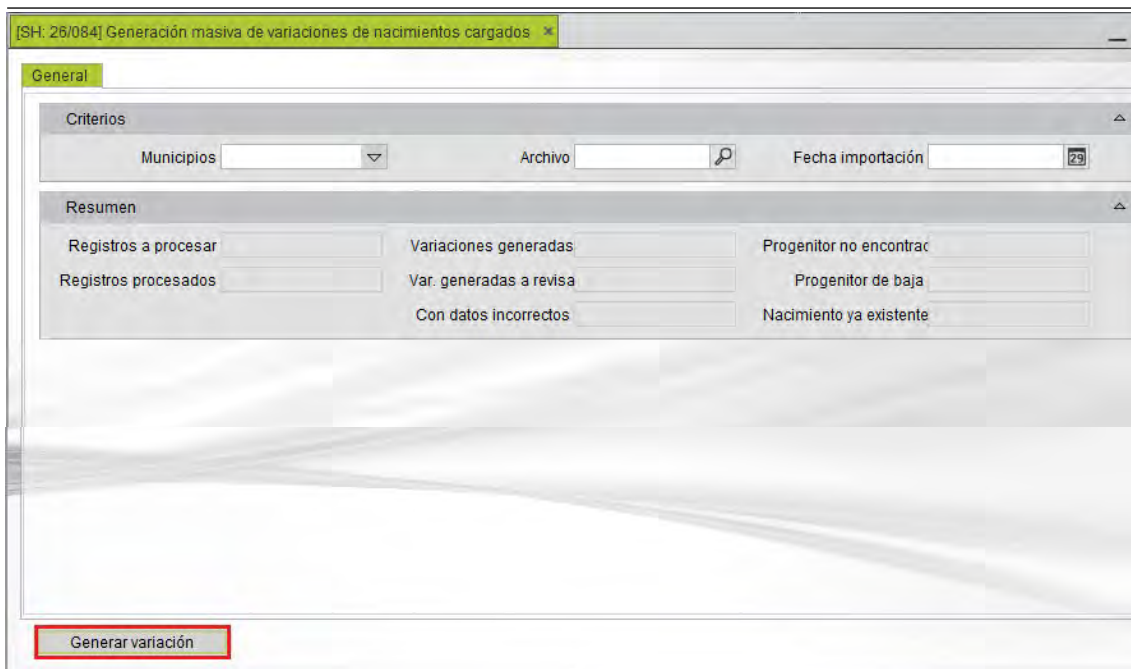 [SH: 26/084] Generación masiva de variaciones de nacimientos cargados
General
Criterios
Municipios Archivo Fecha importación 29
Resumen
Registros a procesar Variaciones generadas Progenitor no encontrac
Registros procesados Var. generadas a revisa Progenitor de baja
Con datos incorrectos Nacimiento ya existente
Generar variación